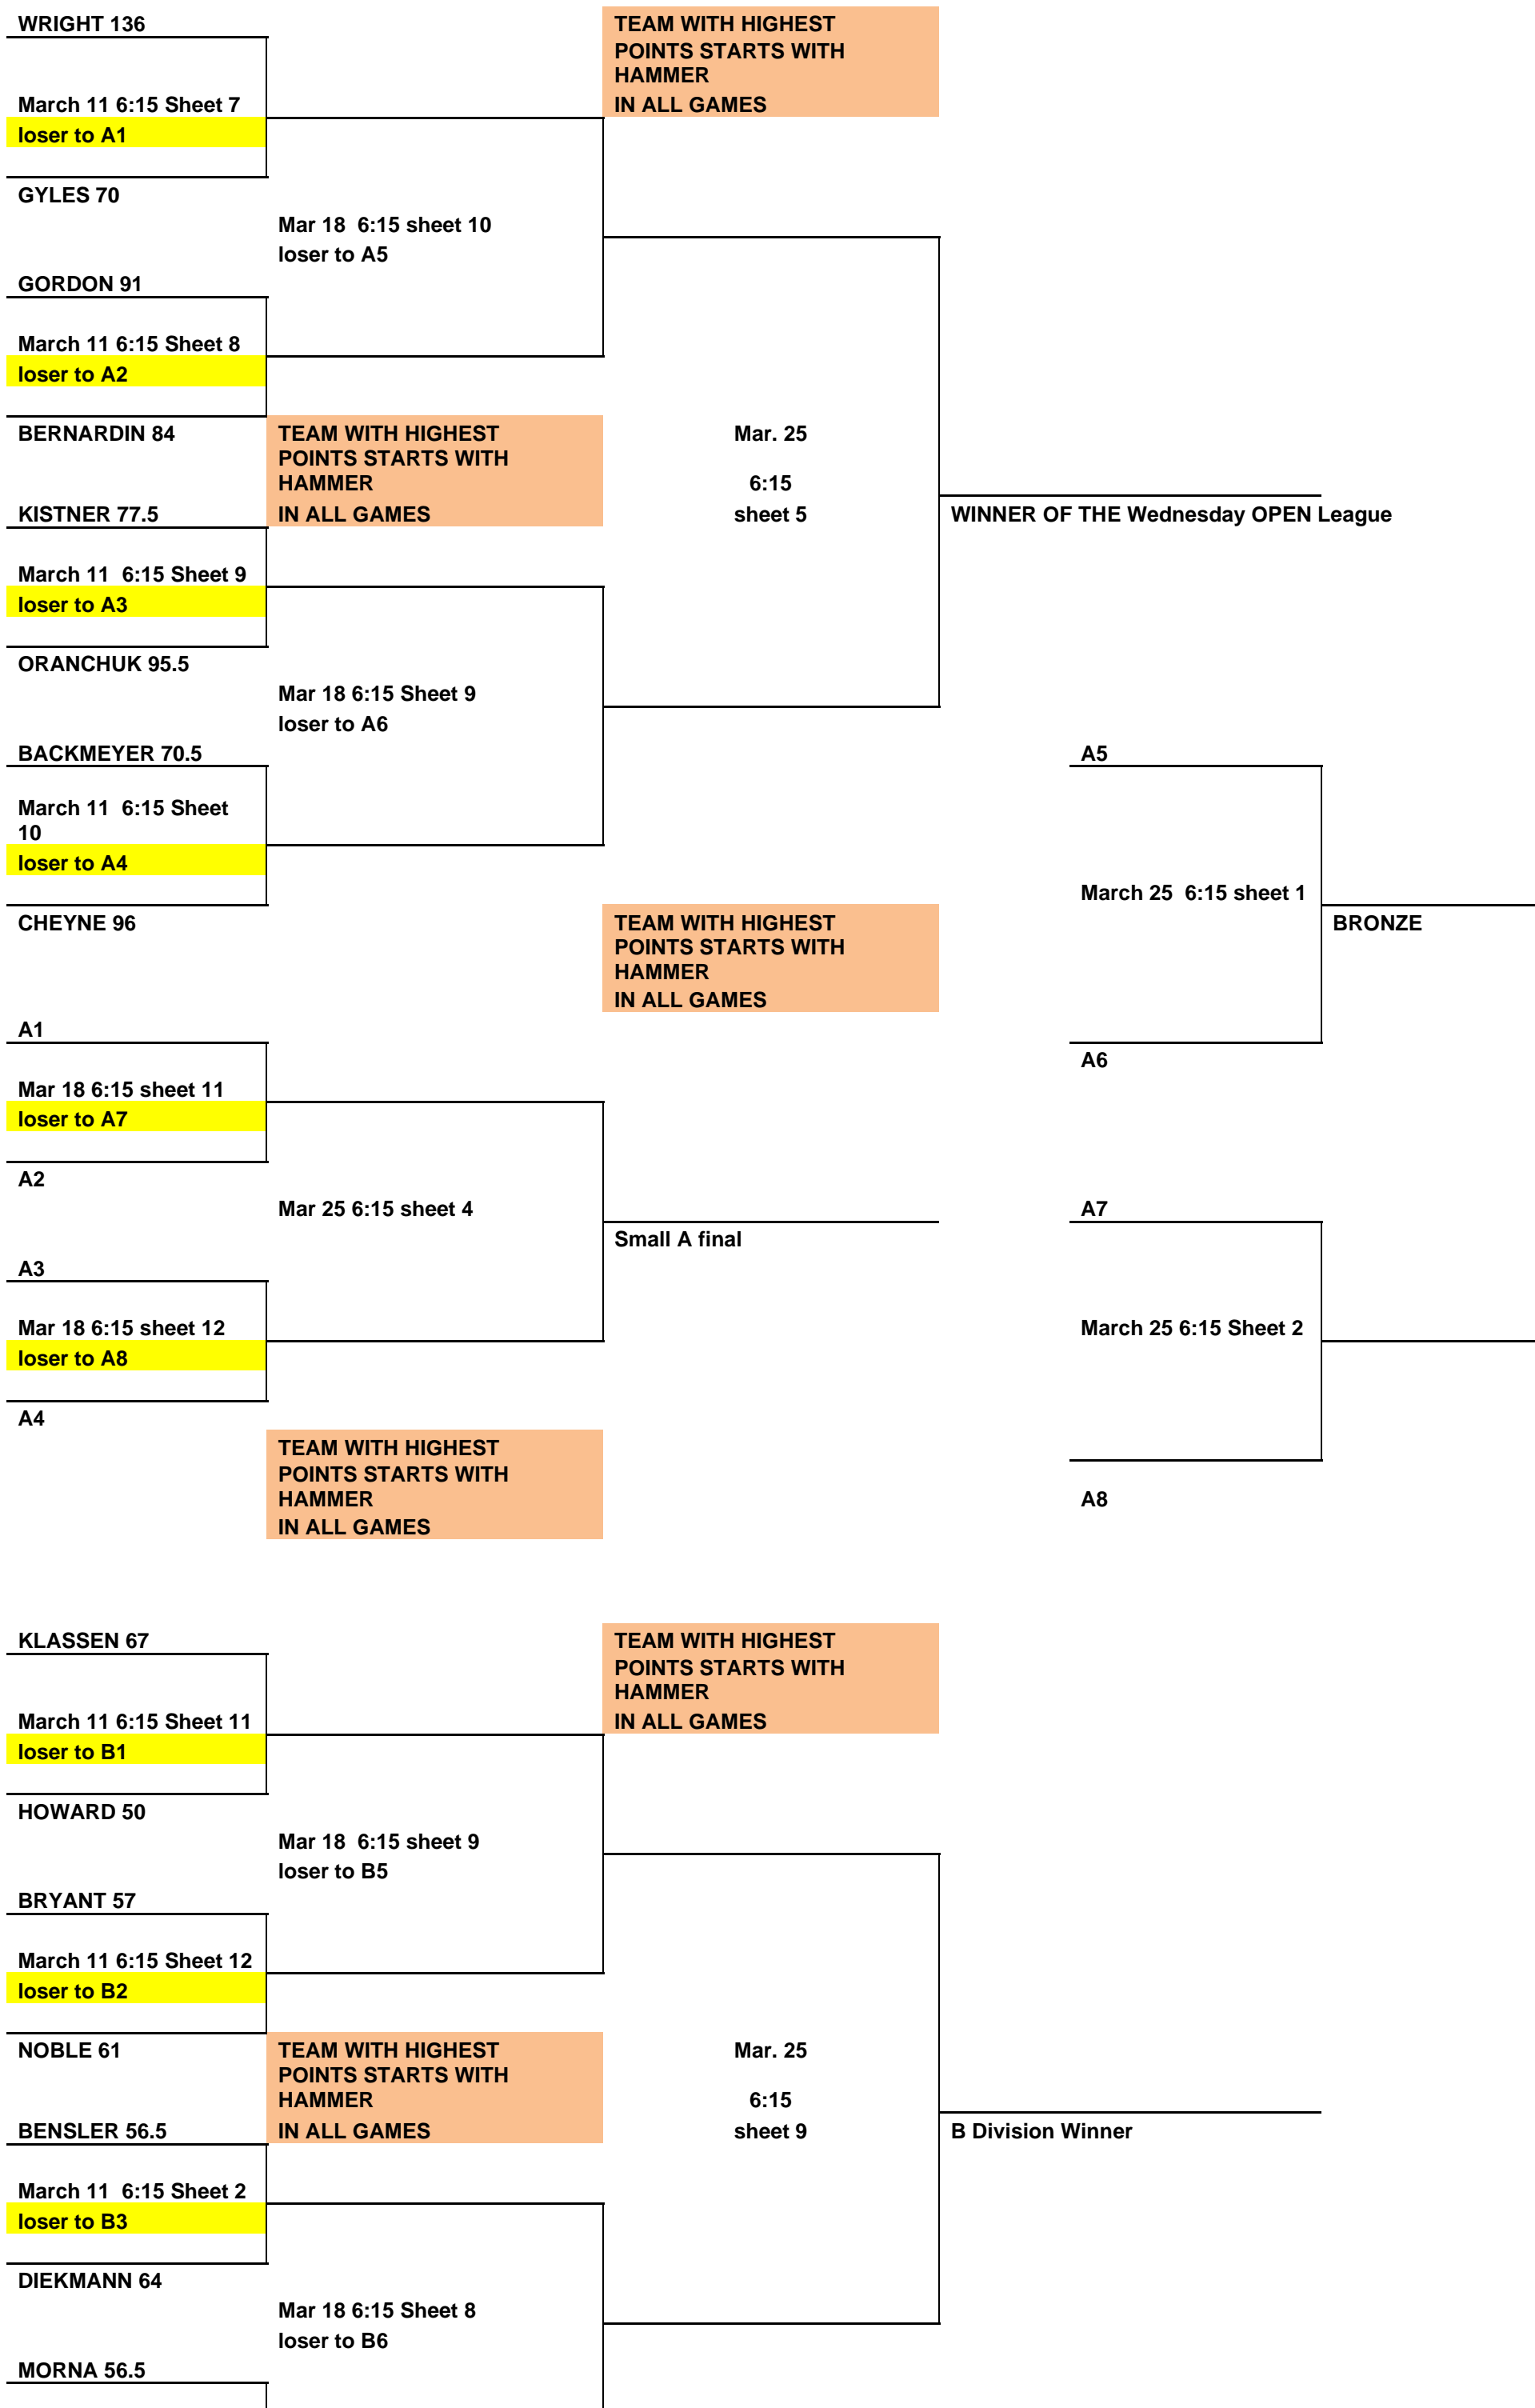 WRIGHT 136
TEAM WITH HIGHEST
POINTS STARTS WITH
HAMMER
IN ALL GAMES
March 11 6:15 Sheet 7
loser to A1
GYLES 70
Mar 18  6:15 sheet 10
loser to A5
GORDON 91
March 11 6:15 Sheet 8
loser to A2
BERNARDIN 84
TEAM WITH HIGHEST
POINTS STARTS WITH
HAMMER
IN ALL GAMES
Mar. 25
6:15
sheet 5
KISTNER 77.5
WINNER OF THE Wednesday OPEN League
March 11  6:15 Sheet 9
loser to A3
ORANCHUK 95.5
Mar 18 6:15 Sheet 9
loser to A6
BACKMEYER 70.5
A5
March 11  6:15 Sheet
10
loser to A4
March 25  6:15 sheet 1
CHEYNE 96
TEAM WITH HIGHEST
POINTS STARTS WITH
HAMMER
IN ALL GAMES
BRONZE
A1
A6
Mar 18 6:15 sheet 11
loser to A7
A2
Mar 25 6:15 sheet 4
A7
Small A final
A3
Mar 18 6:15 sheet 12
loser to A8
March 25 6:15 Sheet 2
A4
TEAM WITH HIGHEST
POINTS STARTS WITH
HAMMER
IN ALL GAMES
A8
KLASSEN 67
TEAM WITH HIGHEST
POINTS STARTS WITH
HAMMER
IN ALL GAMES
March 11 6:15 Sheet 11
loser to B1
HOWARD 50
Mar 18  6:15 sheet 9
loser to B5
BRYANT 57
March 11 6:15 Sheet 12
loser to B2
NOBLE 61
TEAM WITH HIGHEST
POINTS STARTS WITH
HAMMER
IN ALL GAMES
Mar. 25
6:15
sheet 9
BENSLER 56.5
B Division Winner
March 11  6:15 Sheet 2
loser to B3
DIEKMANN 64
Mar 18 6:15 Sheet 8
loser to B6
MORNA 56.5